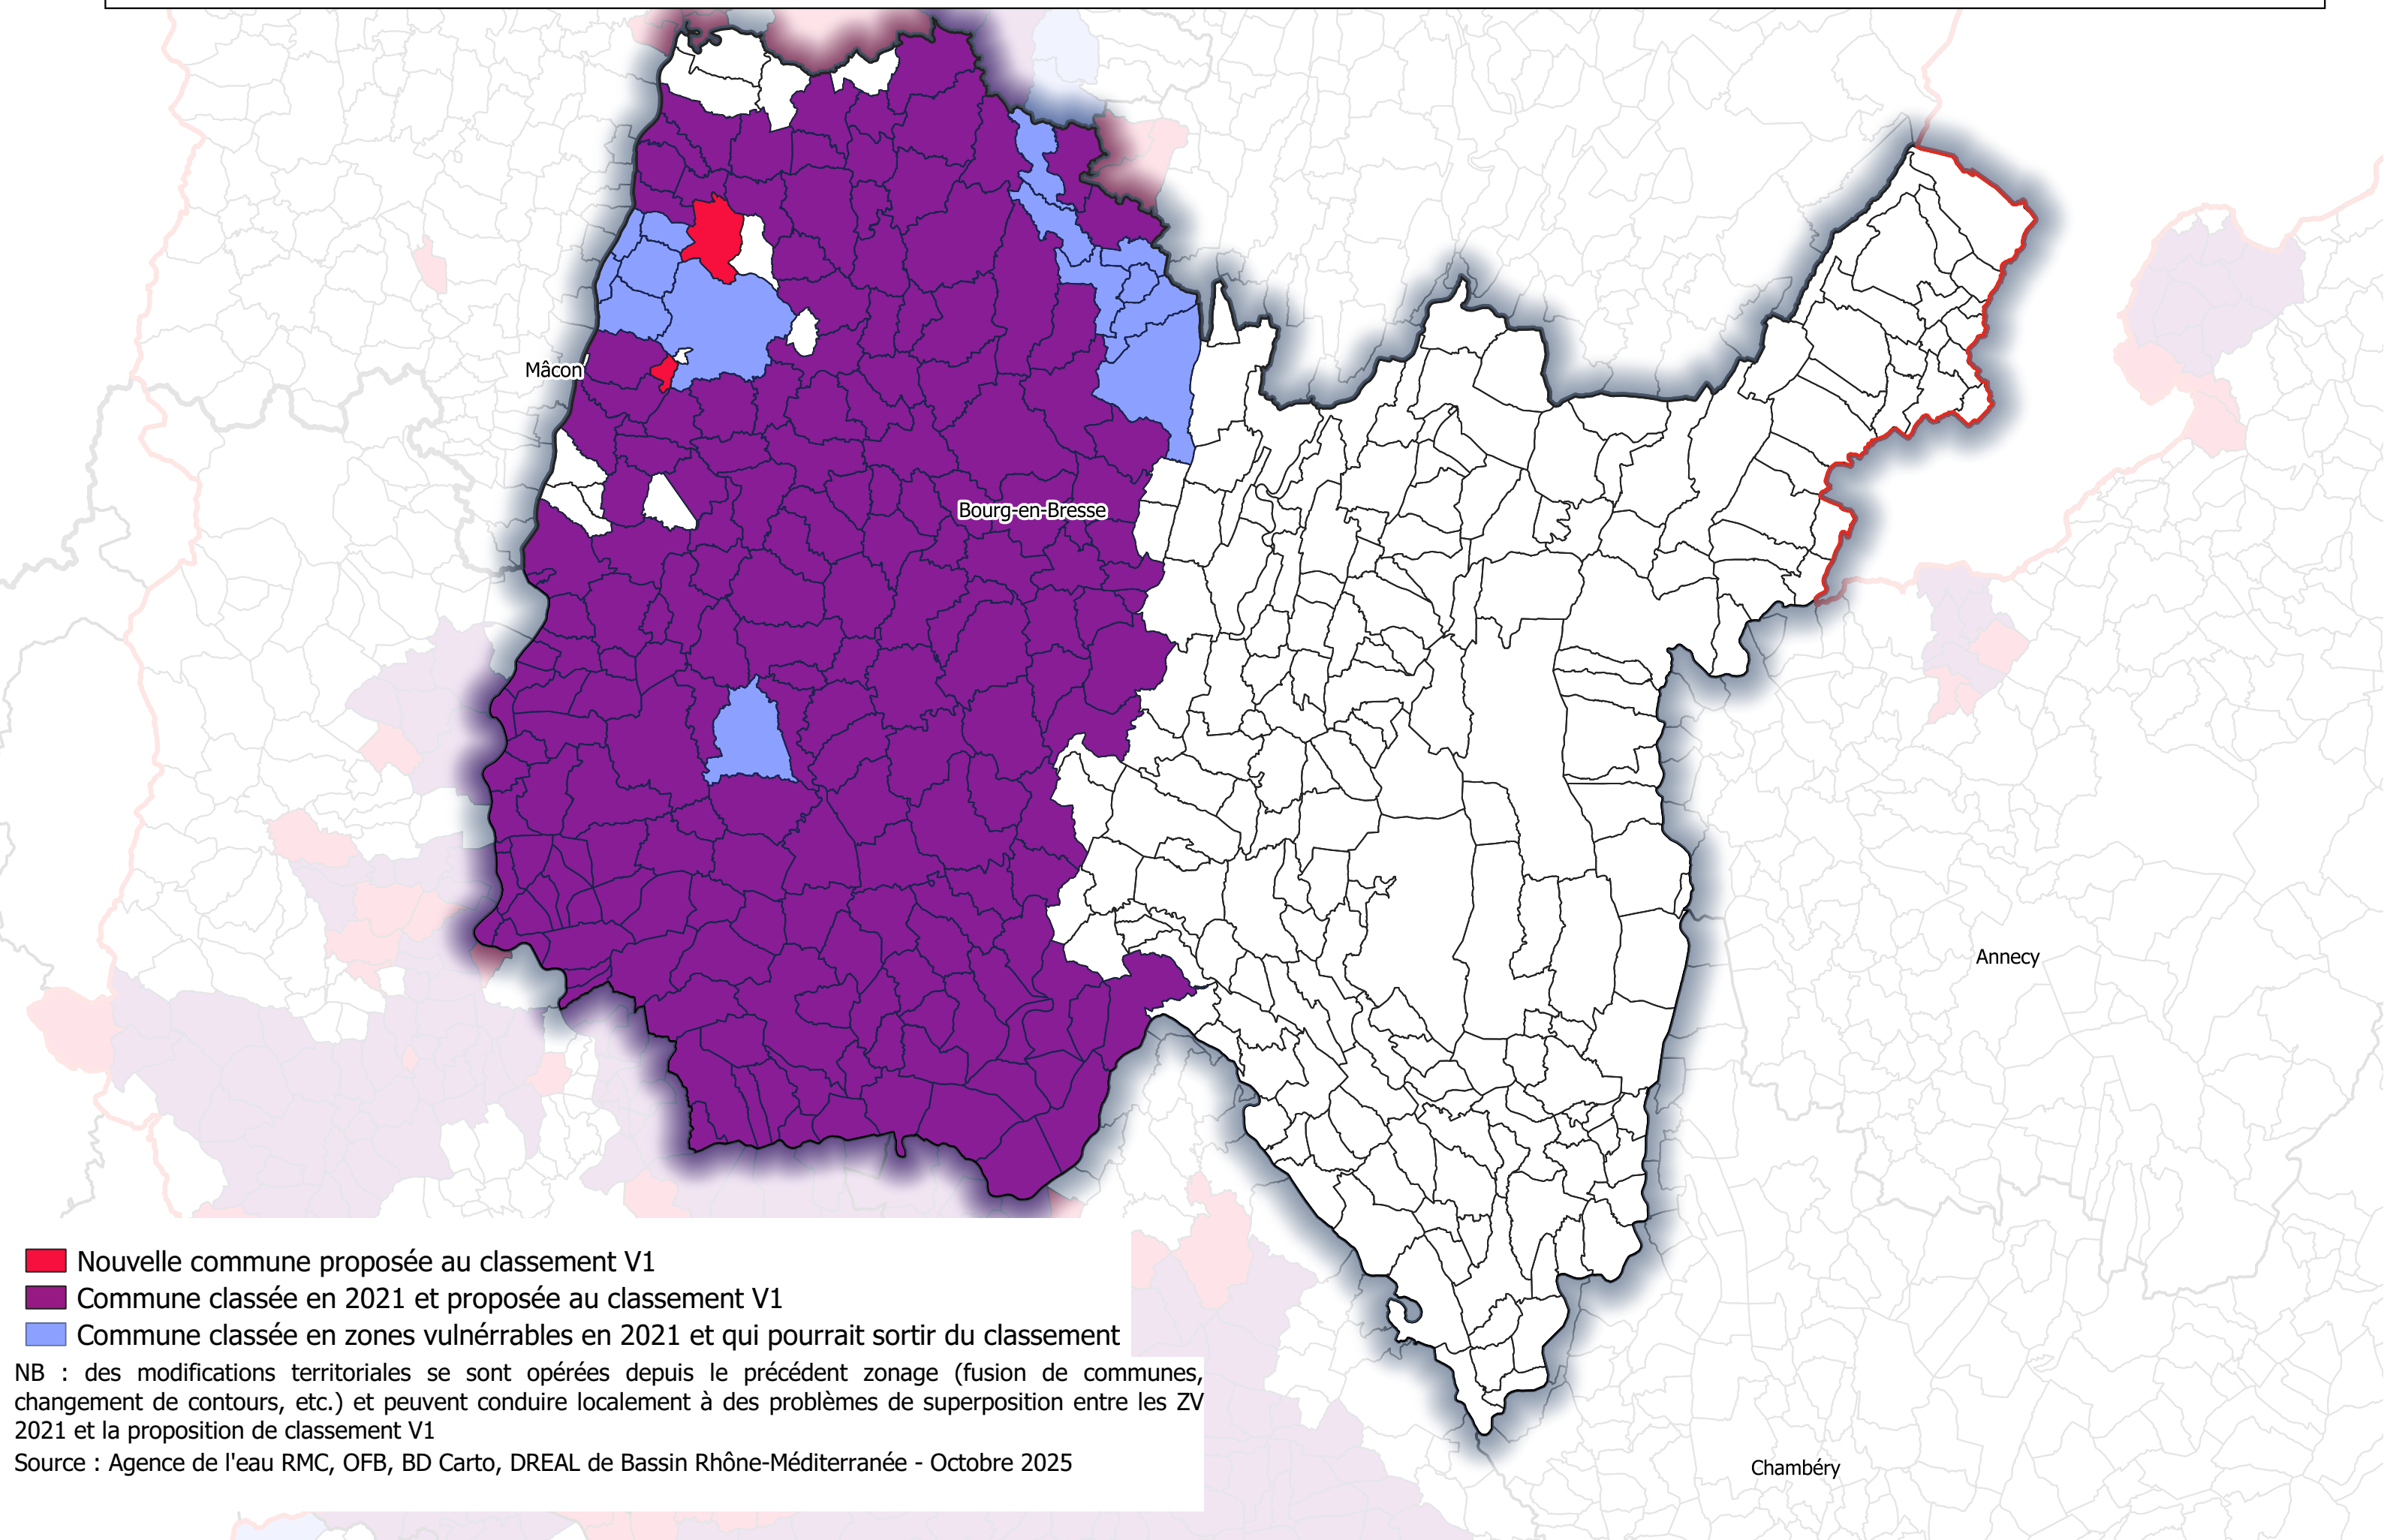 Mâcon
Bourg-en-Bresse
Annecy
Nouvelle commune proposée au classement V1
Commune classée en 2021 et proposée au classement V1
Commune classée en zones vulnérrables en 2021 et qui pourrait sortir du classement
NB : des modifications territoriales se sont opérées depuis le précédent zonage (fusion de communes,
changement de contours, etc.) et peuvent conduire localement à des problèmes de superposition entre les ZV
2021 et la proposition de classement V1
Source : Agence de l'eau RMC, OFB, BD Carto, DREAL de Bassin Rhône-Méditerranée - Octobre 2025
Chambéry